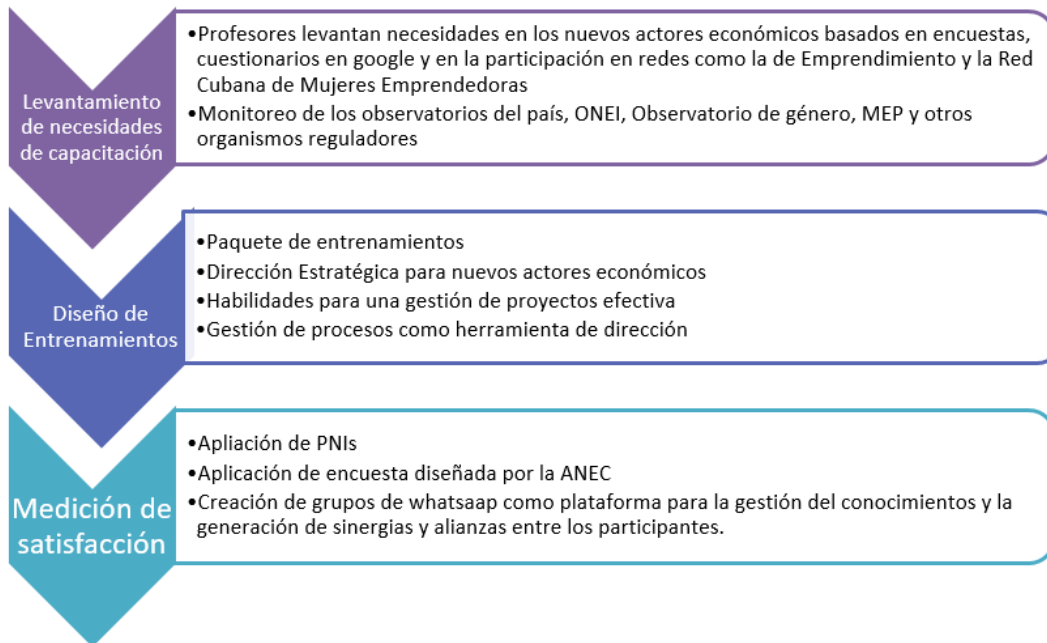 Levantamiento
de necesidades
de capacitación
•Profesores levantan necesidades en los nuevos actores económicos basados en encuestas,
cuestionarios en google y en la participación en redes como la de Emprendimiento y la Red
Cubana de Mujeres Emprendedoras
•Monitoreo de los observatorios del país, ONEI, Observatorio de género, MEP y otros
organismos reguladores
Diseño de
Entrenamientos
•Paquete de entrenamientos
•Dirección Estratégica para nuevos actores económicos
•Habilidades para una gestión de proyectos efectiva
•Gestión de procesos como herramienta de dirección
Medición de
satisfacción
•Apliación de PNIs
•Aplicación de encuesta diseñada por la ANEC
•Creación de grupos de whatsaap como plataforma para la gestión del conocimientos y la
generación de sinergias y alianzas entre los participantes.